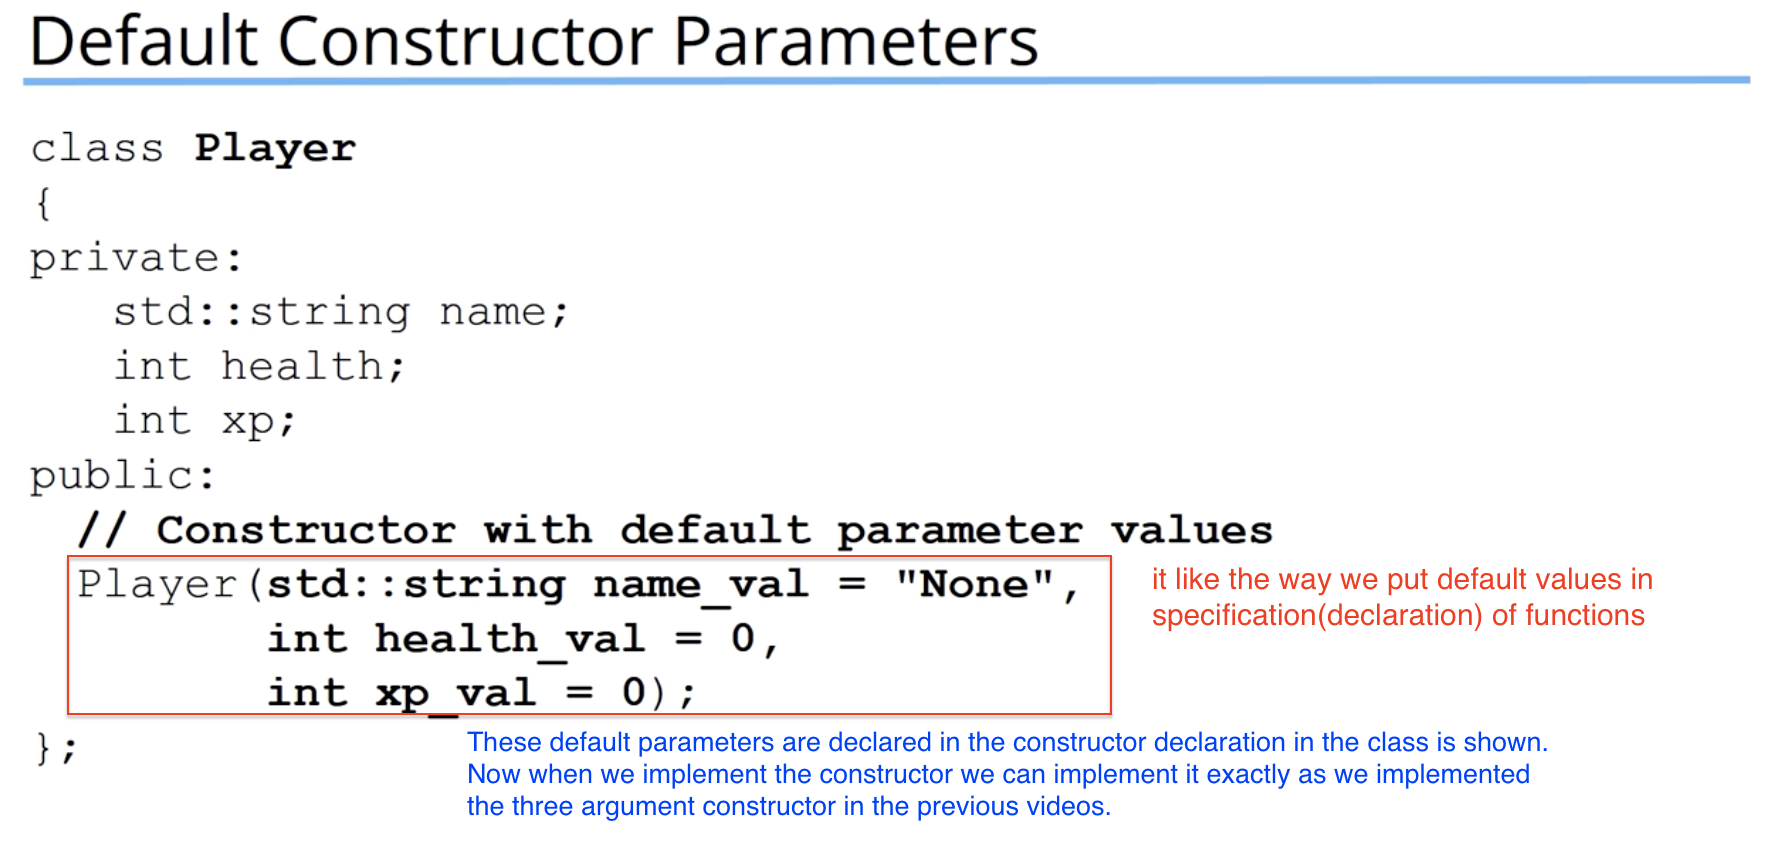 Default Constructor Parameters
class Player
{
private:
std::string name;
int health;
int xp;
public:
// Constructor with default parameter values
Player(std::string name_val = "None",
int health_val = 0,
int xp_val = 0);
it like the way we put default values in
specification(declaration) of functions
};
These default parameters are declared in the constructor declaration in the class is shown.
Now when we implement the constructor we can implement it exactly as we implemented
the three argument constructor in the previous videos.